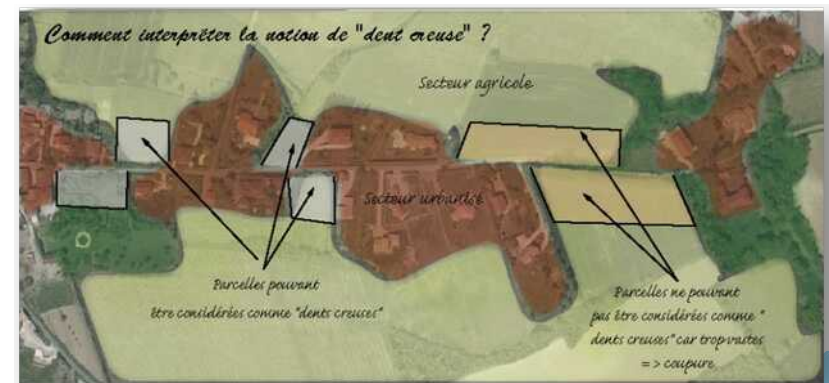 Comment interpréter la notion de "dent creuse" ?
Secteur agricole
Secteur urbanisé
Parcelles pouvant
être considérées comme "dents creuses"
Parcelles ne pouvant
pas être considérées comme "
dents creuses" car trop vastes
= > coupure